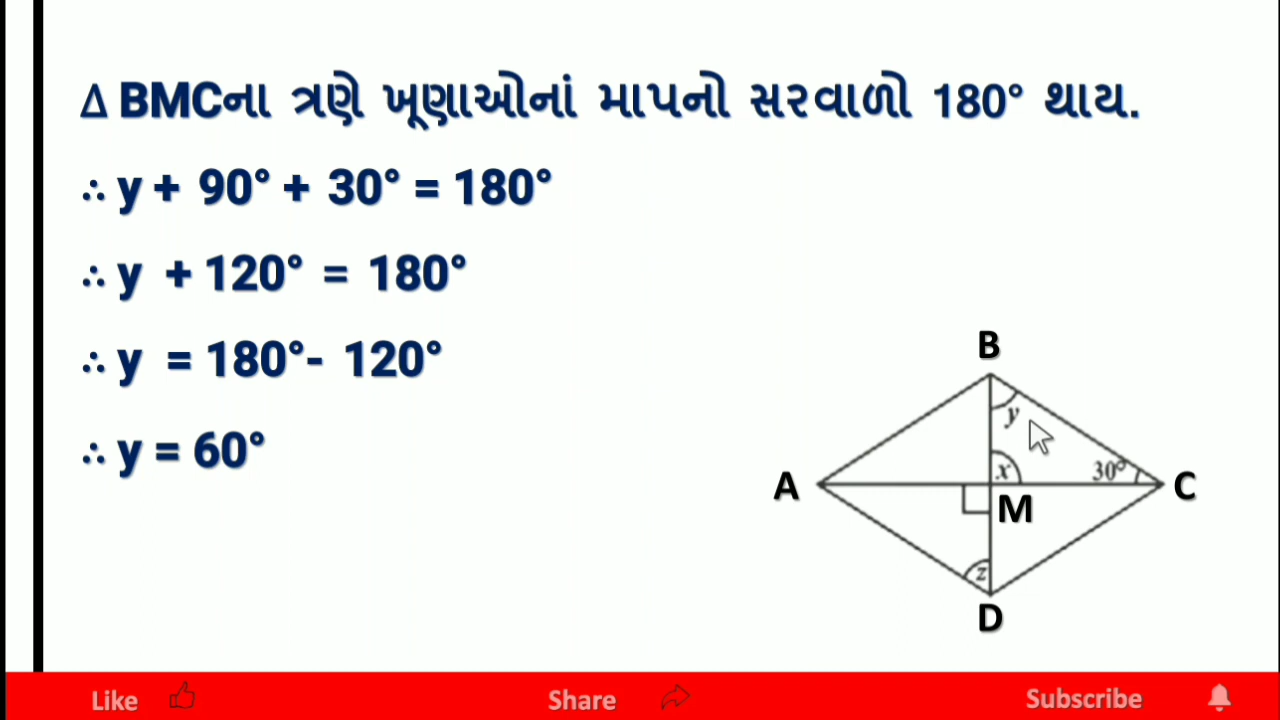 Δ BMCના ત્રણે ખૂણાઓનાં માપનો સરવાળો 180° થાય.
∴ y + 90° + 30° = 180°
∴ y + 120° = 180°
∴ y = 180°- 120°
∴ y = 60°
B
y
x
30°
A
C
M
z
D
Like
Share
Subscribe